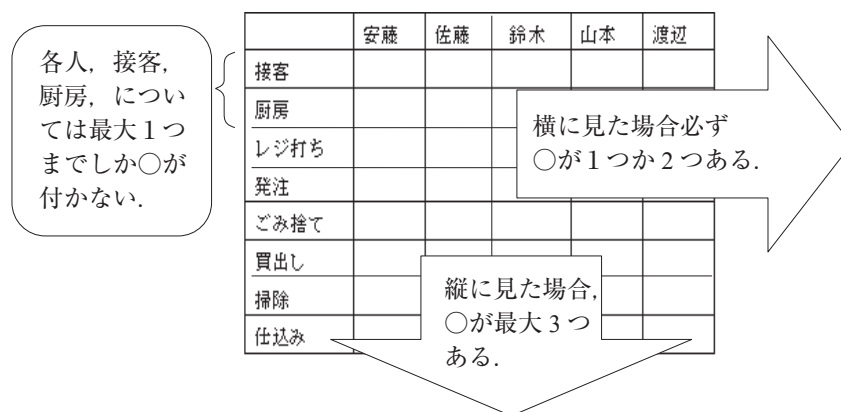 安藤 佐藤 鈴木 山本 渡辺
接客
厨房
レジ打ち
発注
ごみ捨て
買出し
掃除
仕込み
各人，接客，
厨房，につい
ては最大１つ
までしか○が
付かない．
横に見た場合必ず
○が１つか２つある．
縦に見た場合，
○が最大３つ
ある．